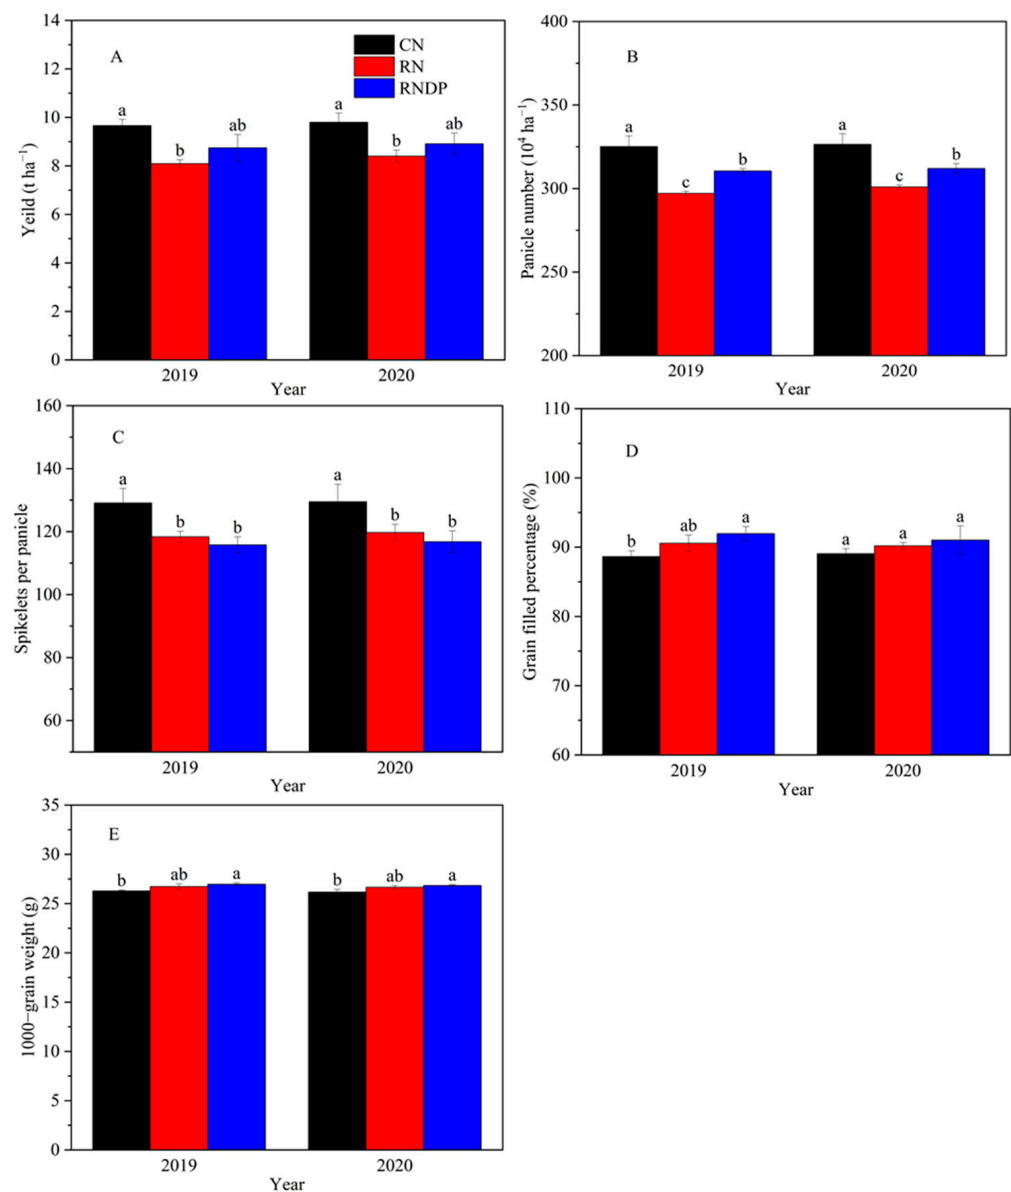 A
CN
RN
RNDP
14
12
10
8
6
4
2
0
a
b
ab
a
b
ab
Yeild (t ha⁻¹)
2019
2020
Year
B
400
350
300
250
200
a
c
b
a
c
b
Panicle number (10⁴ ha⁻¹)
2019
2020
Year
C
160
140
120
100
80
60
a
b
b
a
b
b
Spikelets per panicle
2019
2020
Year
D
110
100
90
80
70
60
b
ab
a
a
a
a
Grain filled percentage (%)
2019
2020
Year
E
35
30
25
20
15
10
5
0
b
ab
a
b
ab
a
1000−grain weight (g)
2019
2020
Year